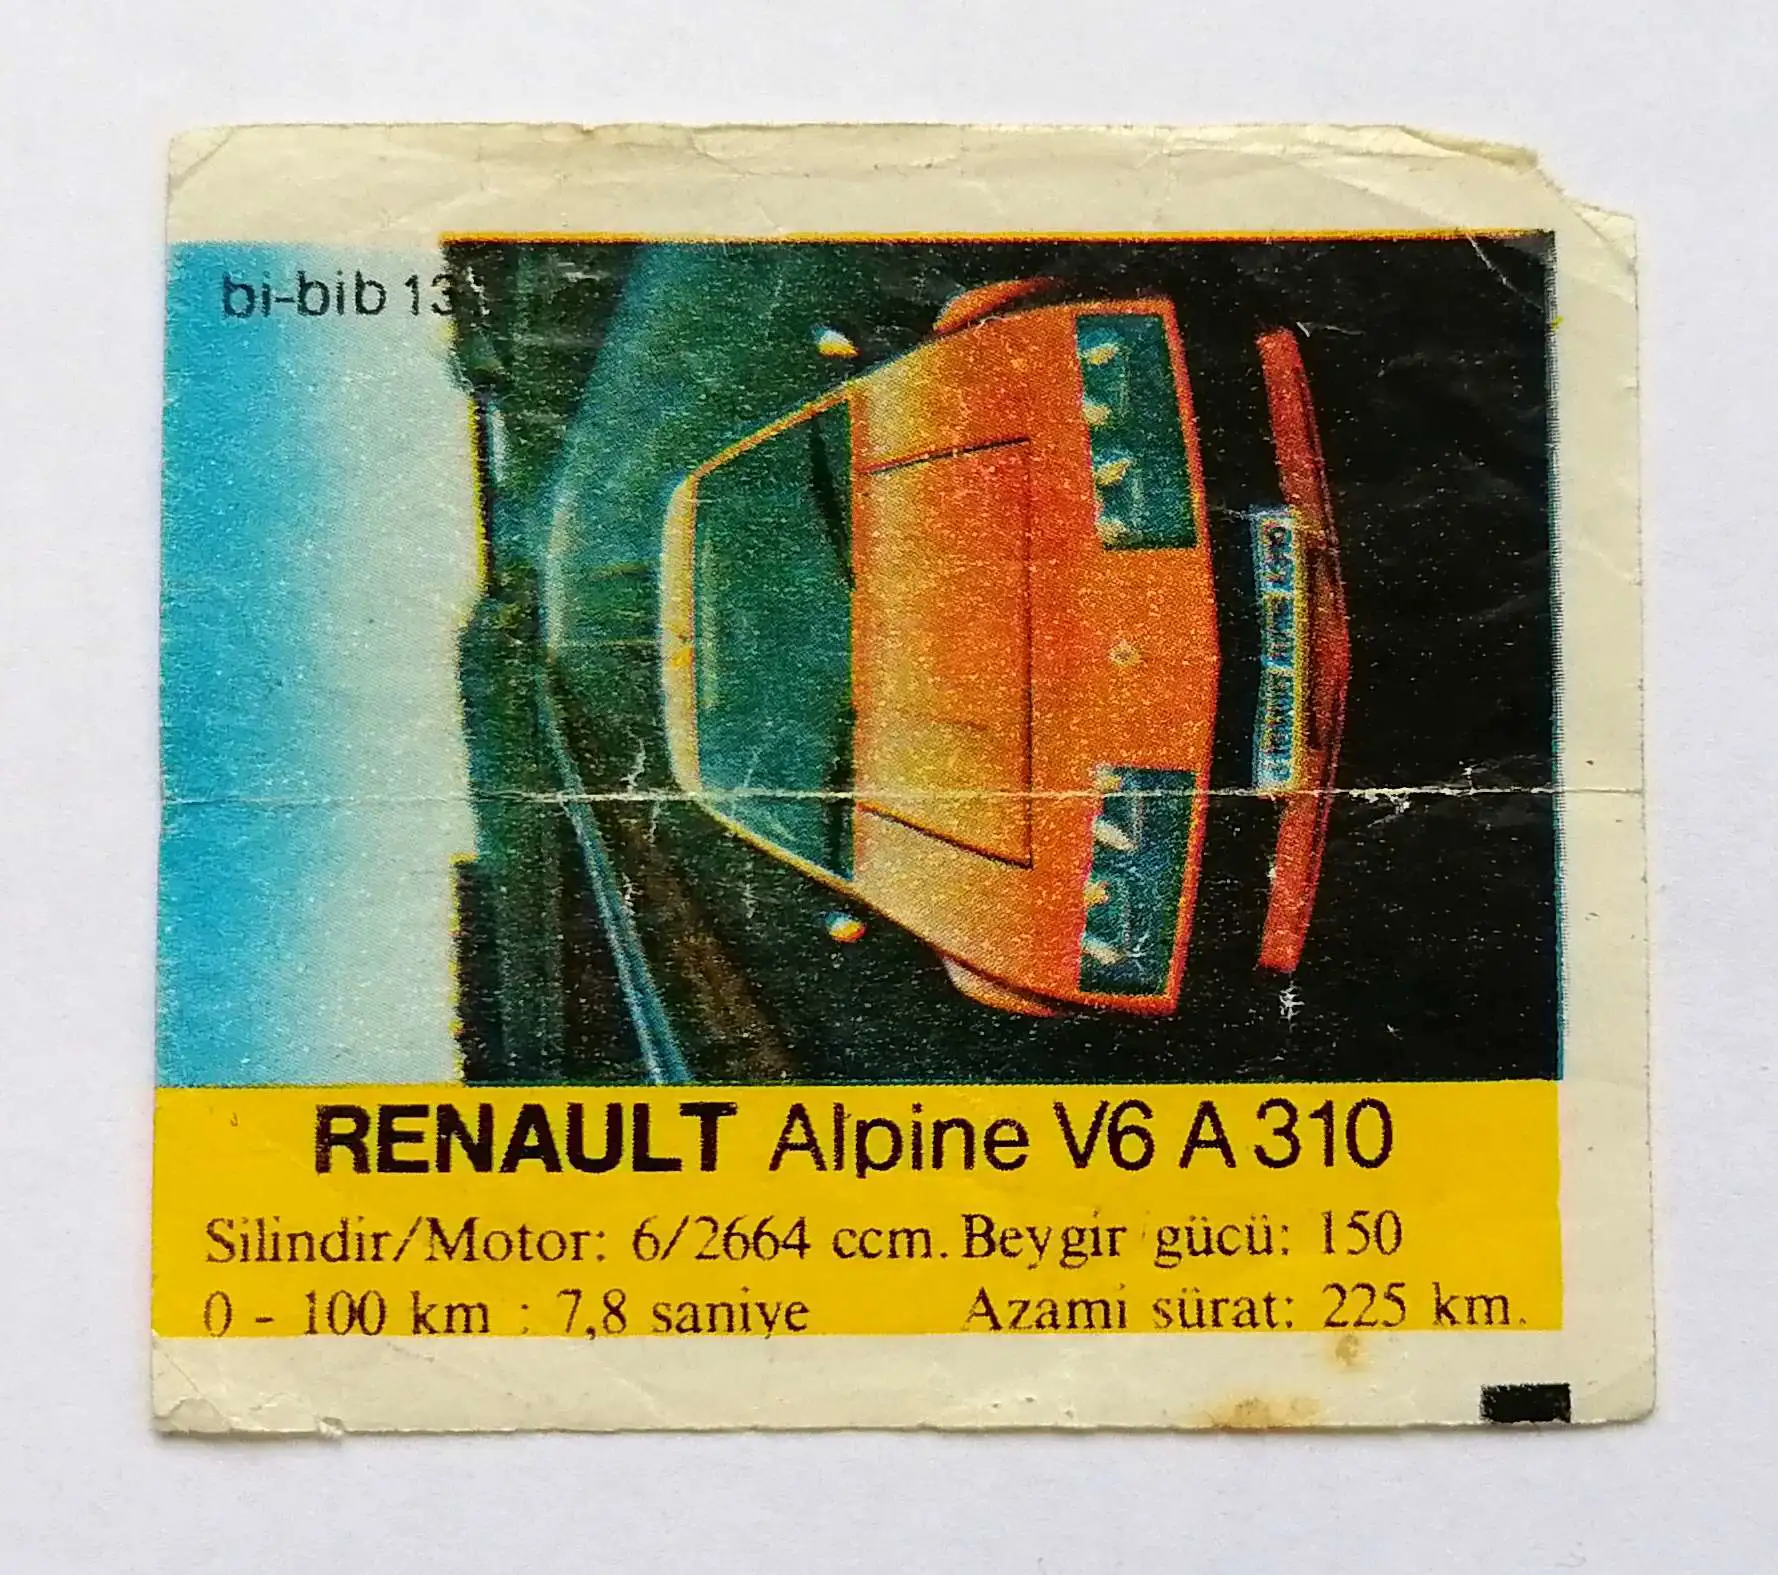 bi-bib 13
RENAULT Alpine V6 A 310
Silindir/Motor: 6/2664 ccm. Beygir gücü: 150
0 - 100 km : 7,8 saniye Azami sürat: 225 km.